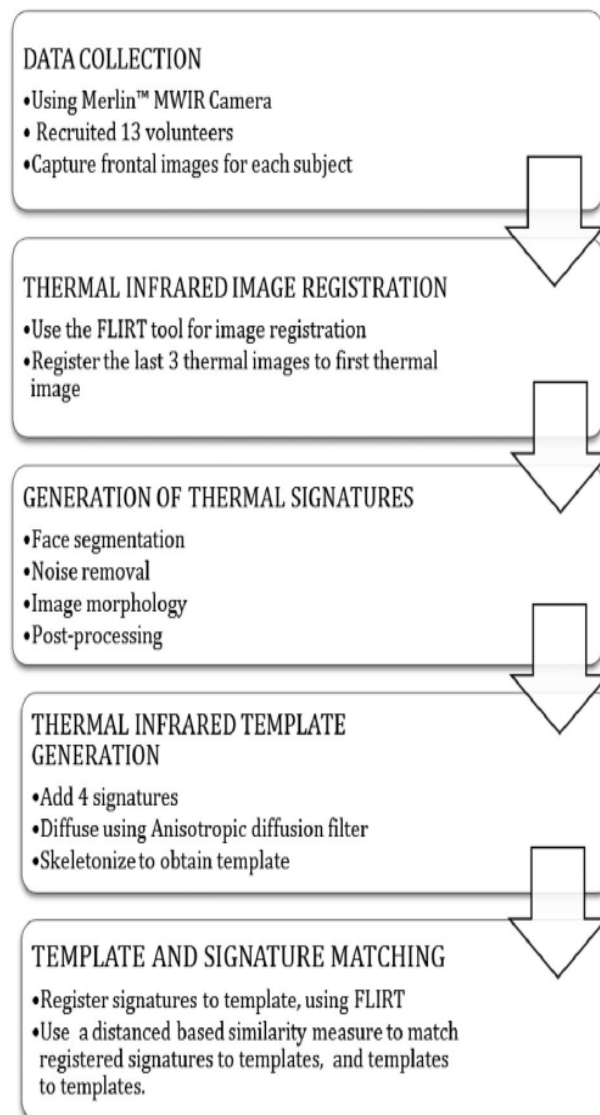 DATA COLLECTION
•Using Merlin™ MWIR Camera
• Recruited 13 volunteers
•Capture frontal images for each subject
THERMAL INFRARED IMAGE REGISTRATION
•Use the FLIRT tool for image registration
•Register the last 3 thermal images to first thermal
image
GENERATION OF THERMAL SIGNATURES
•Face segmentation
•Noise removal
•Image morphology
•Post-processing
THERMAL INFRARED TEMPLATE
GENERATION
•Add 4 signatures
•Diffuse using Anisotropic diffusion filter
•Skeletonize to obtain template
TEMPLATE AND SIGNATURE MATCHING
•Register signatures to template, using FLIRT
•Use a distanced based similarity measure to match
registered signatures to templates, and templates
to templates.